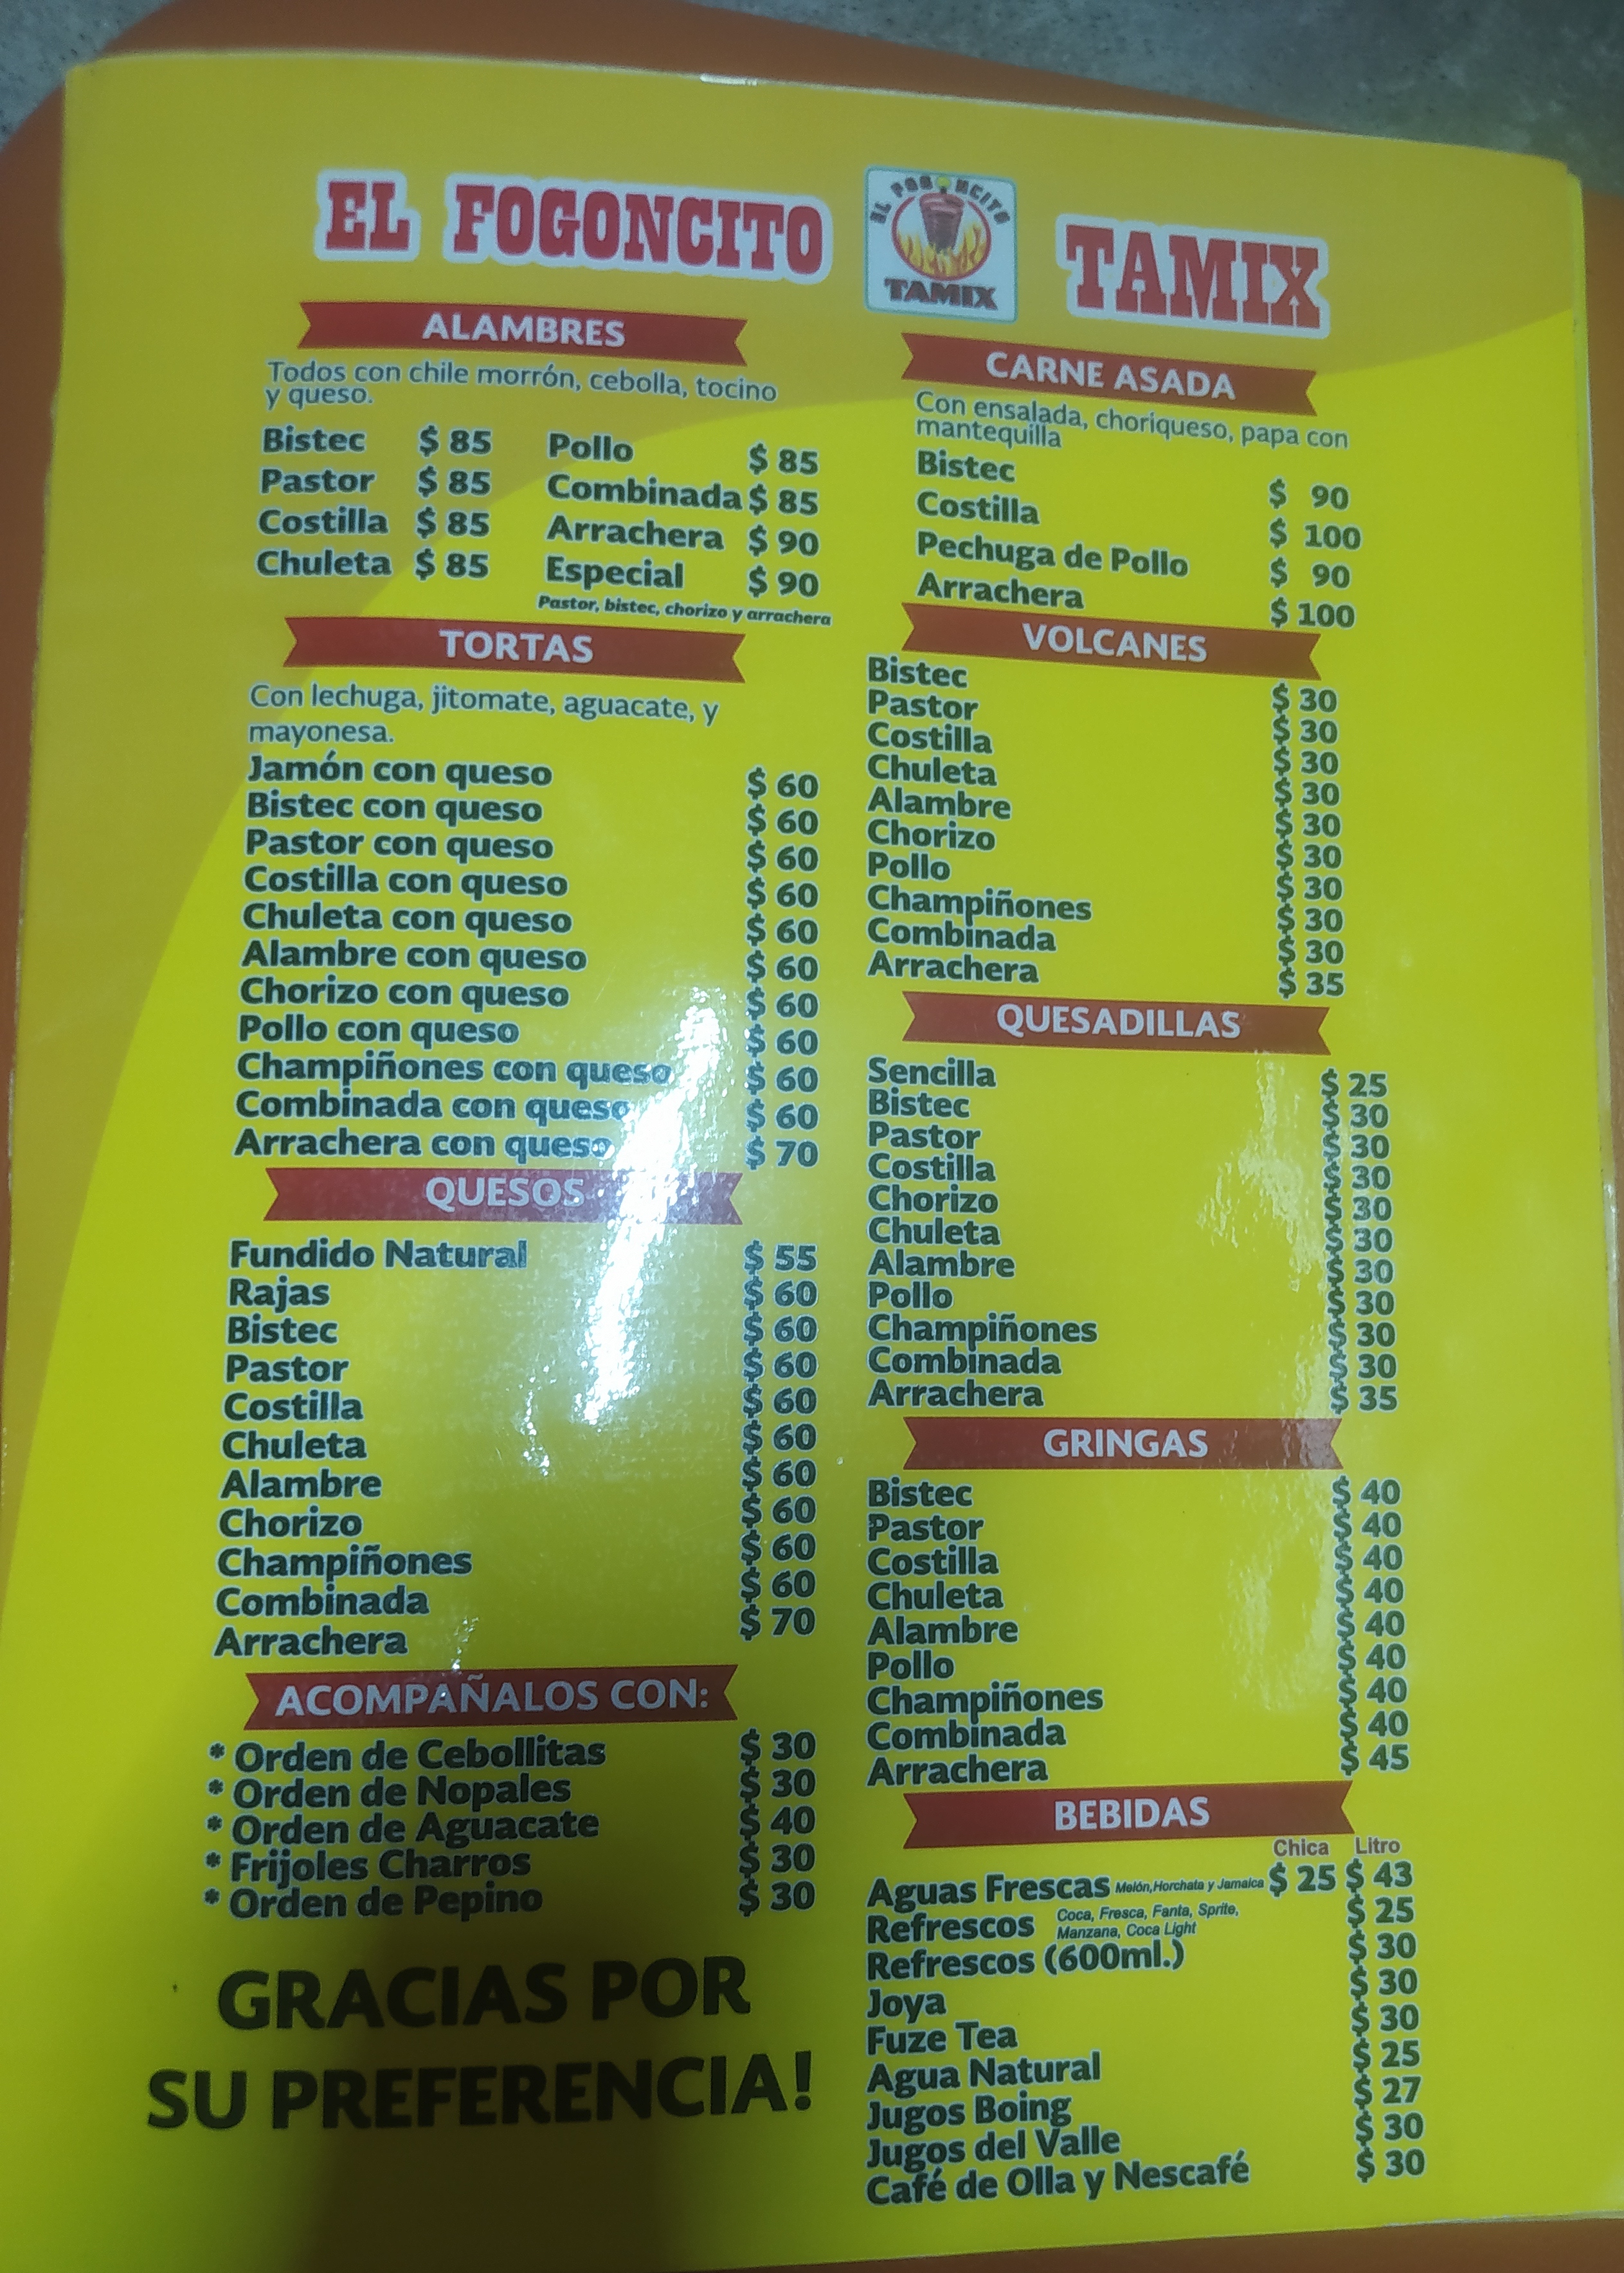 EL FOGONCITO
EL FOGONCITO
TAMIX
TAMIX
ALAMBRES
Todos con chile morrón, cebolla, tocino
y queso.
Bistec $ 85
Pastor $ 85
Costilla $ 85
Chuleta $ 85
Pollo $ 85
Combinada $ 85
Arrachera $ 90
Especial $ 90
Pastor, bistec, chorizo y arrachera
TORTAS
Con lechuga, jitomate, aguacate, y
mayonesa.
Jamón con queso $ 60
Bistec con queso $ 60
Pastor con queso $ 60
Costilla con queso $ 60
Chuleta con queso $ 60
Alambre con queso $ 60
Chorizo con queso $ 60
Pollo con queso $ 60
Champiñones con queso $ 60
Combinada con queso $ 60
Arrachera con queso $ 70
QUESOS
Fundido Natural $ 55
Rajas $ 60
Bistec $ 60
Pastor $ 60
Costilla $ 60
Chuleta $ 60
Alambre $ 60
Chorizo $ 60
Champiñones $ 60
Combinada $ 60
Arrachera $ 70
ACOMPAÑALOS CON:
* Orden de Cebollitas $ 30
* Orden de Nopales $ 30
* Orden de Aguacate $ 40
* Frijoles Charros $ 30
* Orden de Pepino $ 30
GRACIAS POR
SU PREFERENCIA!
CARNE ASADA
Con ensalada, choriqueso, papa con
mantequilla
Bistec $ 90
Costilla $ 100
Pechuga de Pollo $ 90
Arrachera $ 100
VOLCANES
Bistec $ 30
Pastor $ 30
Costilla $ 30
Chuleta $ 30
Alambre $ 30
Chorizo $ 30
Pollo $ 30
Champiñones $ 30
Combinada $ 30
Arrachera $ 35
QUESADILLAS
Sencilla $ 25
Bistec $ 30
Pastor $ 30
Costilla $ 30
Chorizo $ 30
Chuleta $ 30
Alambre $ 30
Pollo $ 30
Champiñones $ 30
Combinada $ 30
Arrachera $ 35
GRINGAS
Bistec $ 40
Pastor $ 40
Costilla $ 40
Chuleta $ 40
Alambre $ 40
Pollo $ 40
Champiñones $ 40
Combinada $ 40
Arrachera $ 45
BEBIDAS
Chica Litro
Aguas Frescas Melón, Horchata y Jamaica $ 25 $ 43
Refrescos Coca, Fresca, Fanta, Sprite, $ 25
Manzana, Coca Light
Refrescos (600ml.) $ 30
Joya $ 30
Fuze Tea $ 30
Agua Natural $ 25
Jugos Boing $ 27
Jugos del Valle $ 30
Café de Olla y Nescafé $ 30